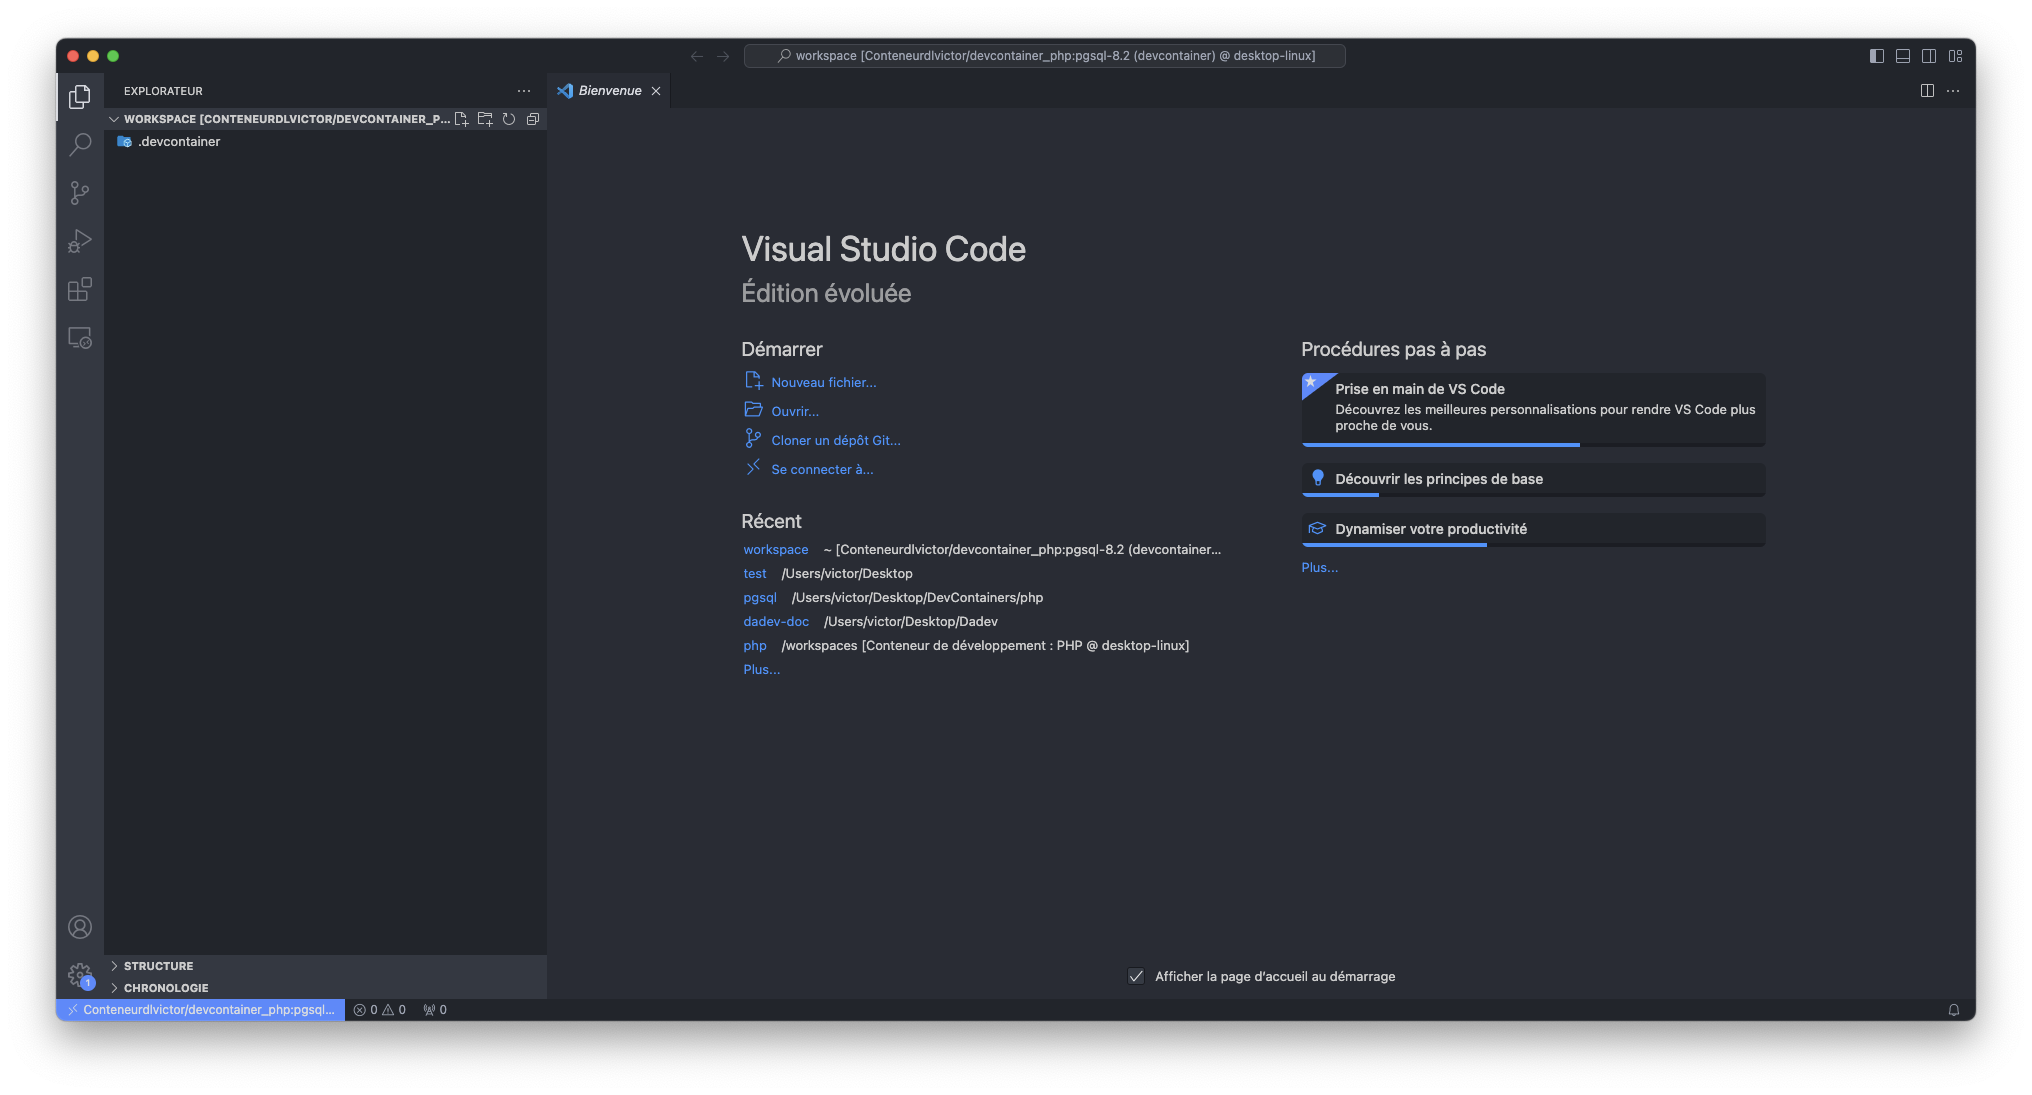 workspace [Conteneurdlvictor/devcontainer_php:pgsql-8.2 (devcontainer) @ desktop-linux]
EXPLORATEUR
Bienvenue
WORKSPACE [CONTENEURDLVICTOR/DEVCONTAINER_P...
.devcontainer
Visual Studio Code
Édition évoluée
Démarrer
Nouveau fichier...
Ouvrir...
Cloner un dépôt Git...
Se connecter à...
Récent
workspace ~ [Conteneurdlvictor/devcontainer_php:pgsql-8.2 (devcontainer...
test /Users/victor/Desktop
pgsql /Users/victor/Desktop/DevContainers/php
dadev-doc /Users/victor/Desktop/Dadev
php /workspaces [Conteneur de développement : PHP @ desktop-linux]
Plus...
Procédures pas à pas
Prise en main de VS Code
Découvrez les meilleures personnalisations pour rendre VS Code plus
proche de vous.
Découvrir les principes de base
Dynamiser votre productivité
Plus...
Afficher la page d'accueil au démarrage
STRUCTURE
CHRONOLOGIE
1
Conteneurdlvictor/devcontainer_php:pgsql... 0 0 0